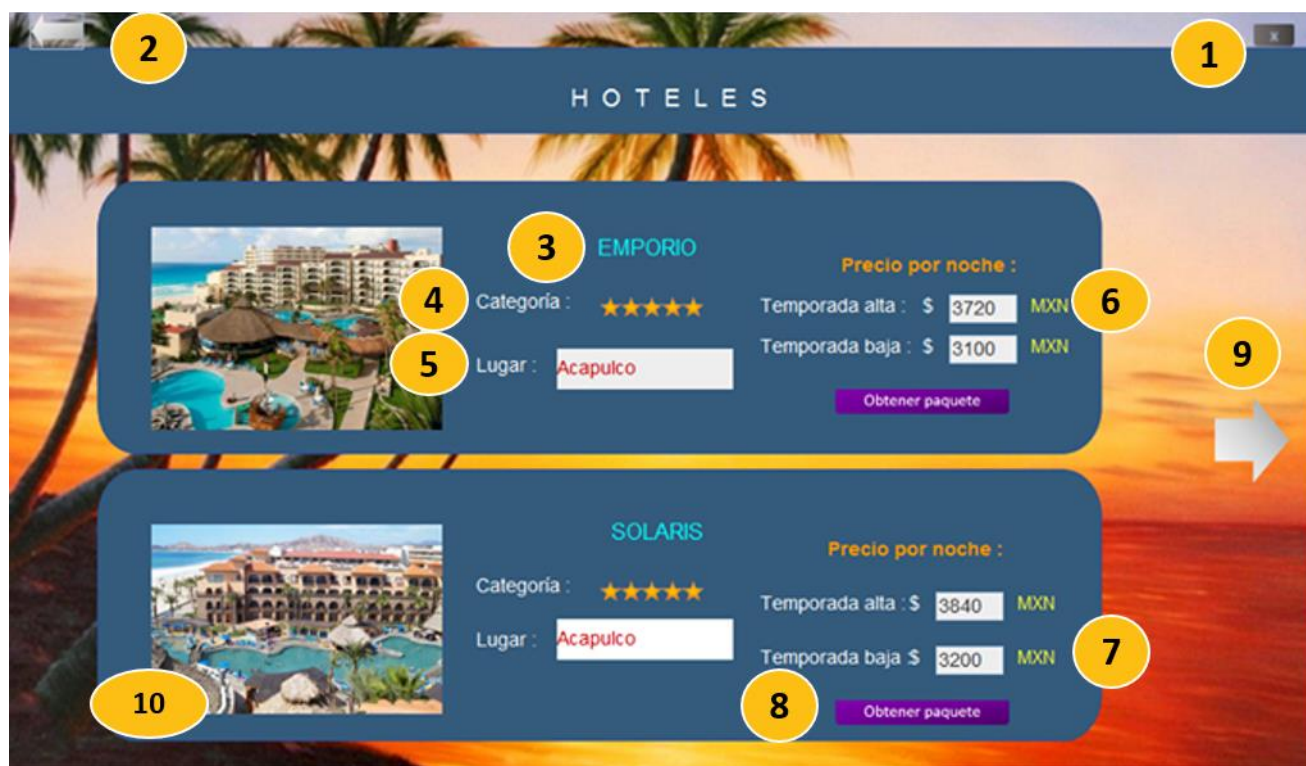 2
1
x
H O T E L E S
3
EMPORIO
Precio por noche :
4
Categoría :
Temporada alta : $ 3720 MXN
6
5
Lugar : Acapulco
Temporada baja : $ 3100 MXN
9
Obtener paquete
SOLARIS
Precio por noche :
Categoría :
Temporada alta : $ 3840 MXN
Lugar : Acapulco
Temporada baja $ 3200 MXN
7
10
8
Obtener paquete